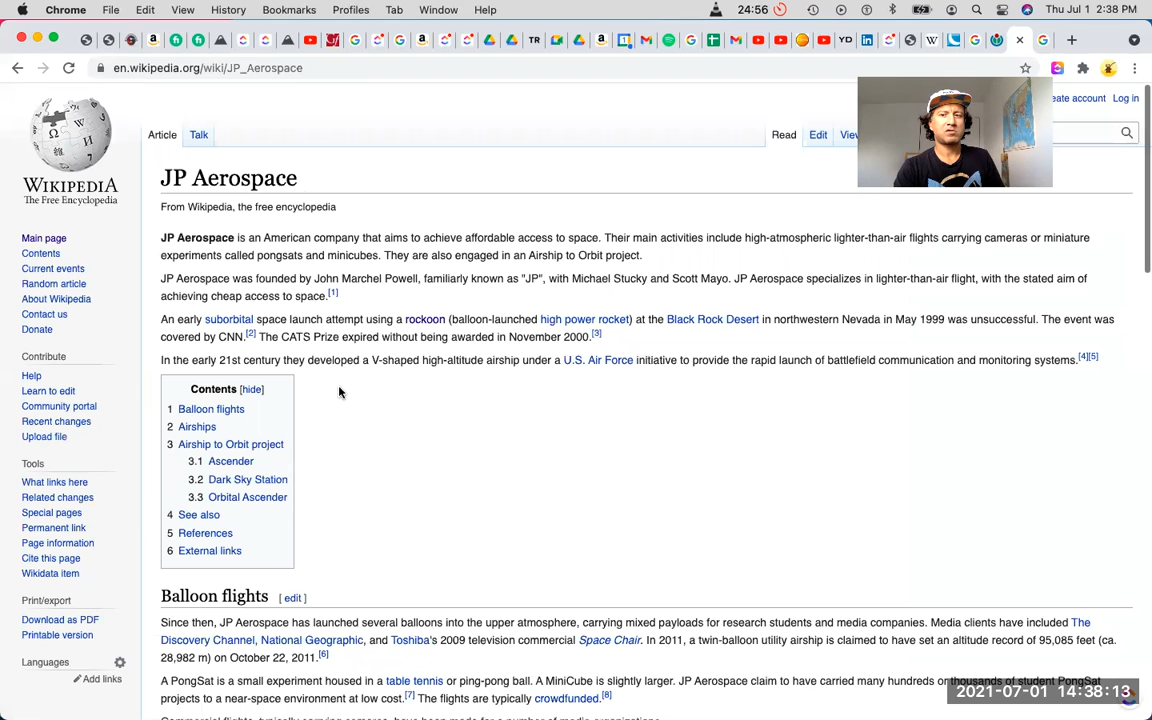 Chrome File Edit View History Bookmarks Profiles Tab Window Help 24:56 Thu Jul 1 2:38 PM
TR YD W
en.wikipedia.org/wiki/JP_Aerospace
eate account Log in
Article Talk Read Edit View
WIKIPEDIA
The Free Encyclopedia
Main page
Contents
Current events
Random article
About Wikipedia
Contact us
Donate
Contribute
Help
Learn to edit
Community portal
Recent changes
Upload file
Tools
What links here
Related changes
Special pages
Permanent link
Page information
Cite this page
Wikidata item
Print/export
Download as PDF
Printable version
Languages
Add links
JP Aerospace
From Wikipedia, the free encyclopedia
JP Aerospace is an American company that aims to achieve affordable access to space. Their main activities include high-atmospheric lighter-than-air flights carrying cameras or miniature
experiments called pongsats and minicubes. They are also engaged in an Airship to Orbit project.
JP Aerospace was founded by John Marchel Powell, familiarly known as "JP", with Michael Stucky and Scott Mayo. JP Aerospace specializes in lighter-than-air flight, with the stated aim of
achieving cheap access to space.[1]
An early suborbital space launch attempt using a rockoon (balloon-launched high power rocket) at the Black Rock Desert in northwestern Nevada in May 1999 was unsuccessful. The event was
covered by CNN.[2] The CATS Prize expired without being awarded in November 2000.[3]
In the early 21st century they developed a V-shaped high-altitude airship under a U.S. Air Force initiative to provide the rapid launch of battlefield communication and monitoring systems.[4][5]
Contents [hide]
1 Balloon flights
2 Airships
3 Airship to Orbit project
3.1 Ascender
3.2 Dark Sky Station
3.3 Orbital Ascender
4 See also
5 References
6 External links
Balloon flights [ edit ]
Since then, JP Aerospace has launched several balloons into the upper atmosphere, carrying mixed payloads for research students and media companies. Media clients have included The
Discovery Channel, National Geographic, and Toshiba's 2009 television commercial Space Chair. In 2011, a twin-balloon utility airship is claimed to have set an altitude record of 95,085 feet (ca.
28,982 m) on October 22, 2011.[6]
A PongSat is a small experiment housed in a table tennis or ping-pong ball. A MiniCube is slightly larger. JP Aerospace claim to have carried many hundreds or thousands of student PongSat
projects to a near-space environment at low cost.[7] The flights are typically crowdfunded.[8]
Commercial flights, typically carrying cameras, have been made for a number of media organizations.
2021-07-01 14:38:13